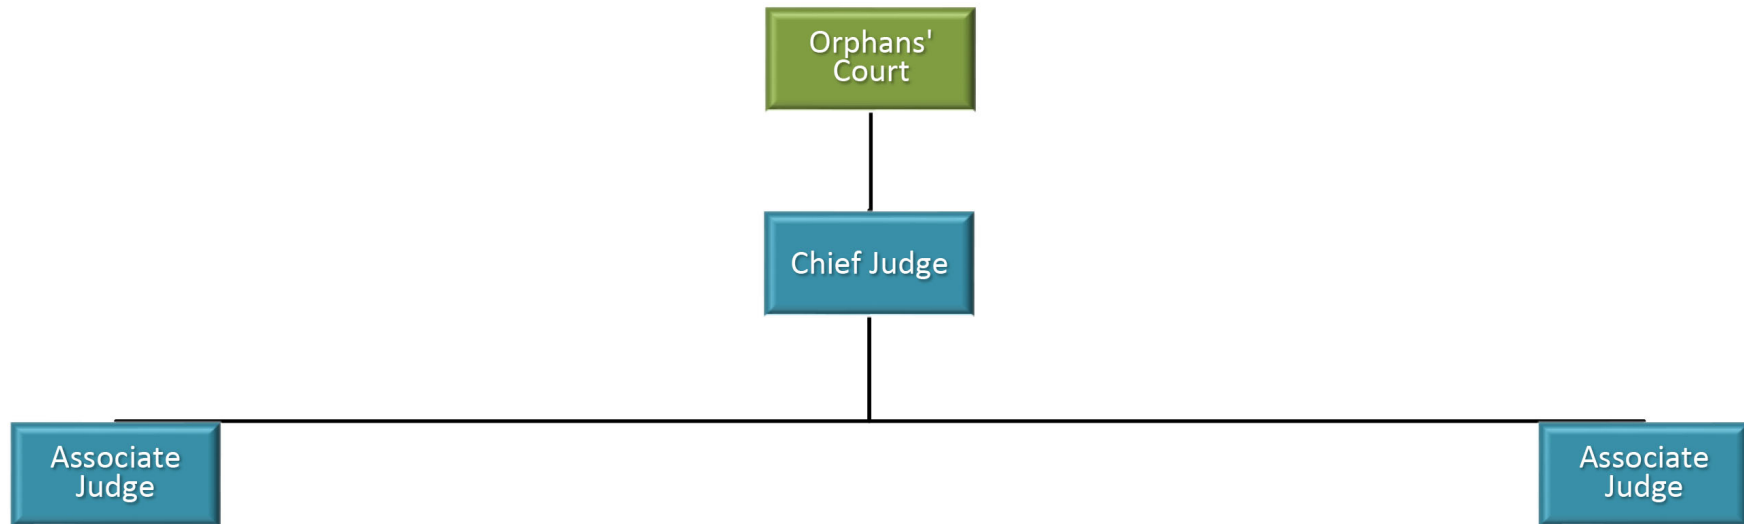 Orphans'
Court
Chief Judge
Associate
Judge
Associate
Judge